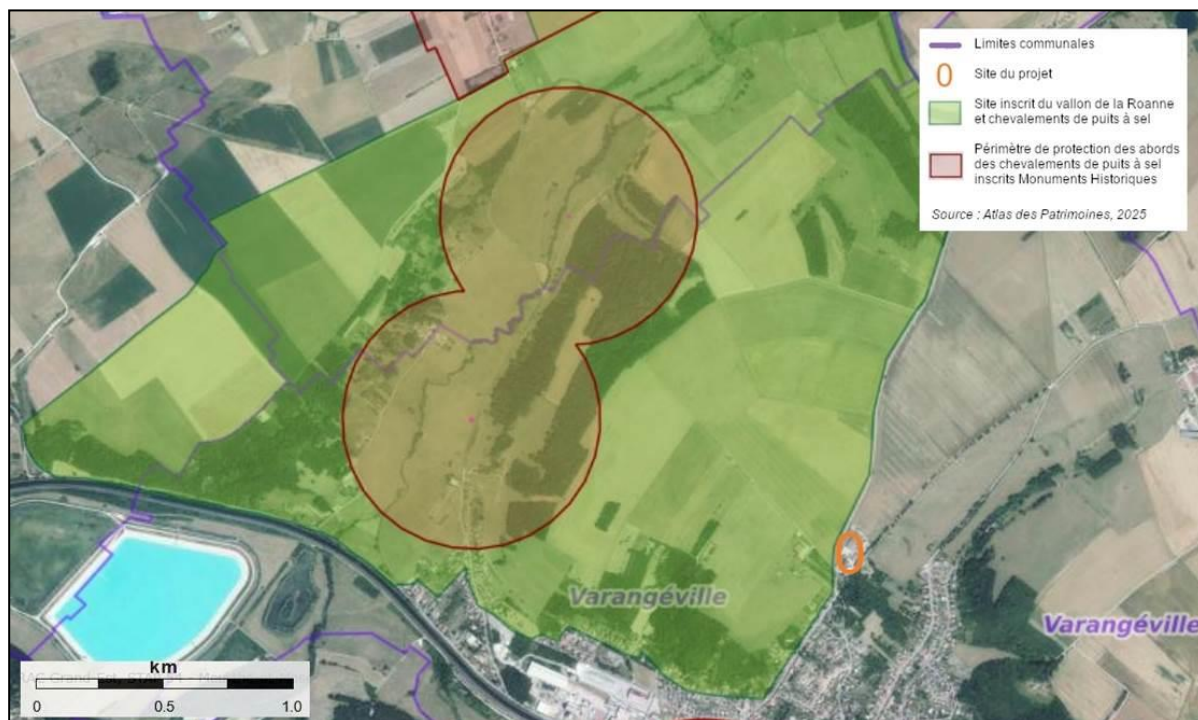 Limites communales
Site du projet
Site inscrit du vallon de la Roanne
et chevalements de puits à sel
Périmètre de protection des abords
des chevalements de puits à sel
inscrits Monuments Historiques
Source : Atlas des Patrimoines, 2025
Varangéville
Varangéville
km
Grand Est,
0
0.5
1.0